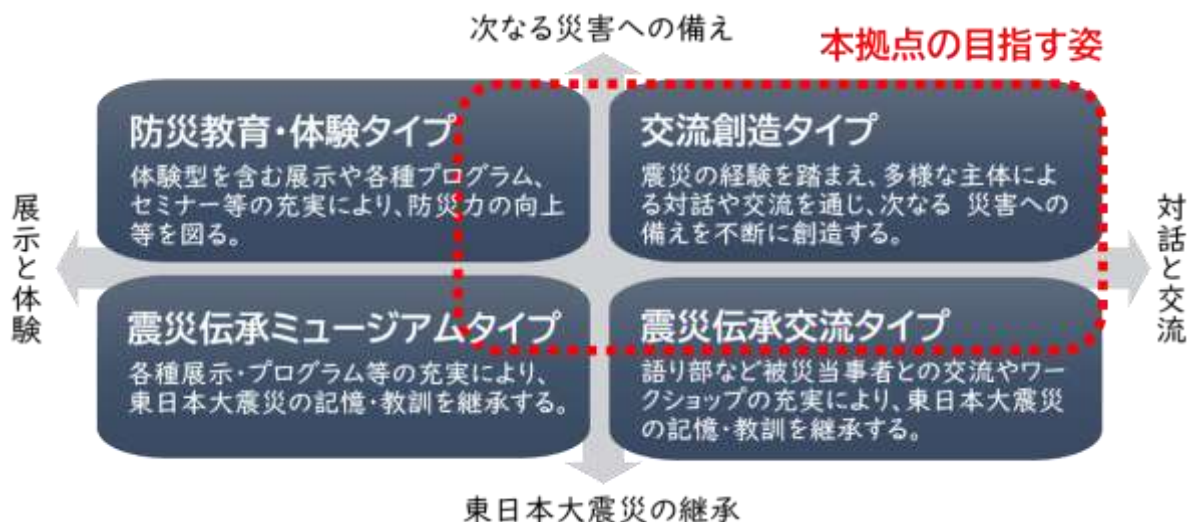 次なる災害への備え
本拠点の目指す姿
防災教育・体験タイプ
体験型を含む展示や各種プログラム、
セミナー等の充実により、防災力の向上
等を図る。
交流創造タイプ
震災の経験を踏まえ、多様な主体によ
る対話や交流を通じ、次なる 災害への
備えを不断に創造する。
展示と体験
対話と交流
震災伝承ミュージアムタイプ
各種展示・プログラム等の充実により、
東日本大震災の記憶・教訓を継承する。
震災伝承交流タイプ
語り部など被災当事者との交流やワー
クショップの充実により、東日本大震災
の記憶・教訓を継承する。
東日本大震災の継承